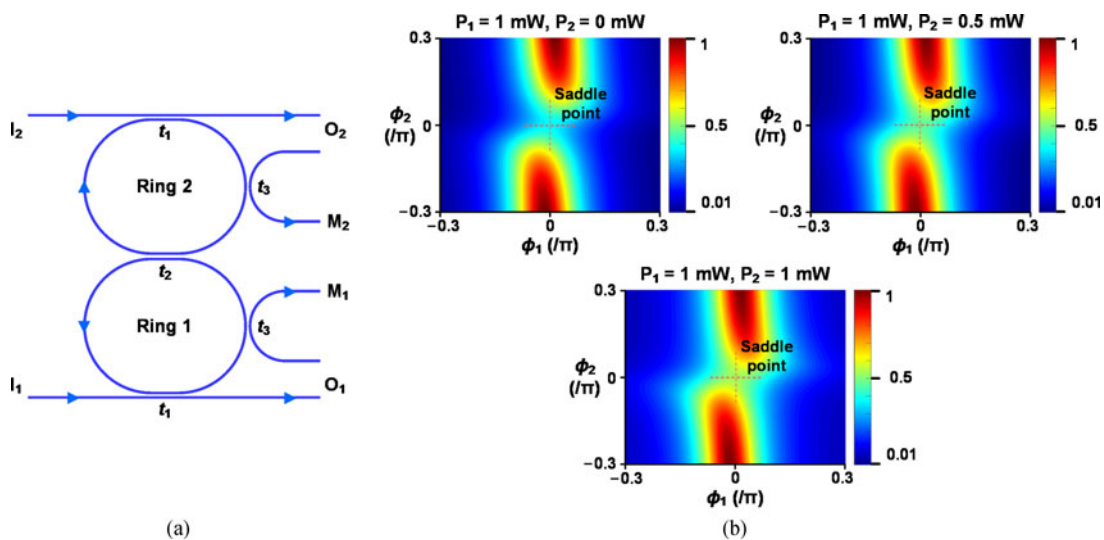 I2
t1
O2
Ring 2
t3
M2
t2
M1
Ring 1
t3
I1
t1
O1
(a)
P1 = 1 mW, P2 = 0 mW
0.3
ϕ2
(/π)
0
−0.3
Saddle
point
−0.3
0
0.3
ϕ1 (/π)
1
0.5
0.01
P1 = 1 mW, P2 = 0.5 mW
0.3
ϕ2
(/π)
0
−0.3
Saddle
point
−0.3
0
0.3
ϕ1 (/π)
1
0.5
0.01
P1 = 1 mW, P2 = 1 mW
0.3
ϕ2
(/π)
0
−0.3
Saddle
point
−0.3
0
0.3
ϕ1 (/π)
1
0.5
0.01
(b)